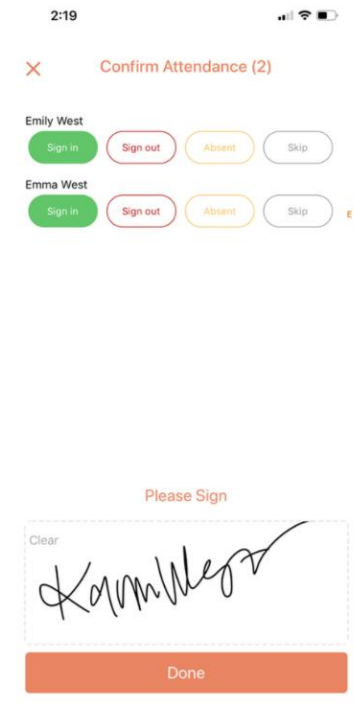 2:19
Confirm Attendance (2)
Emily West
Sign in Sign out Absent Skip
Emma West
Sign in Sign out Absent Skip E
Please Sign
Clear
Done